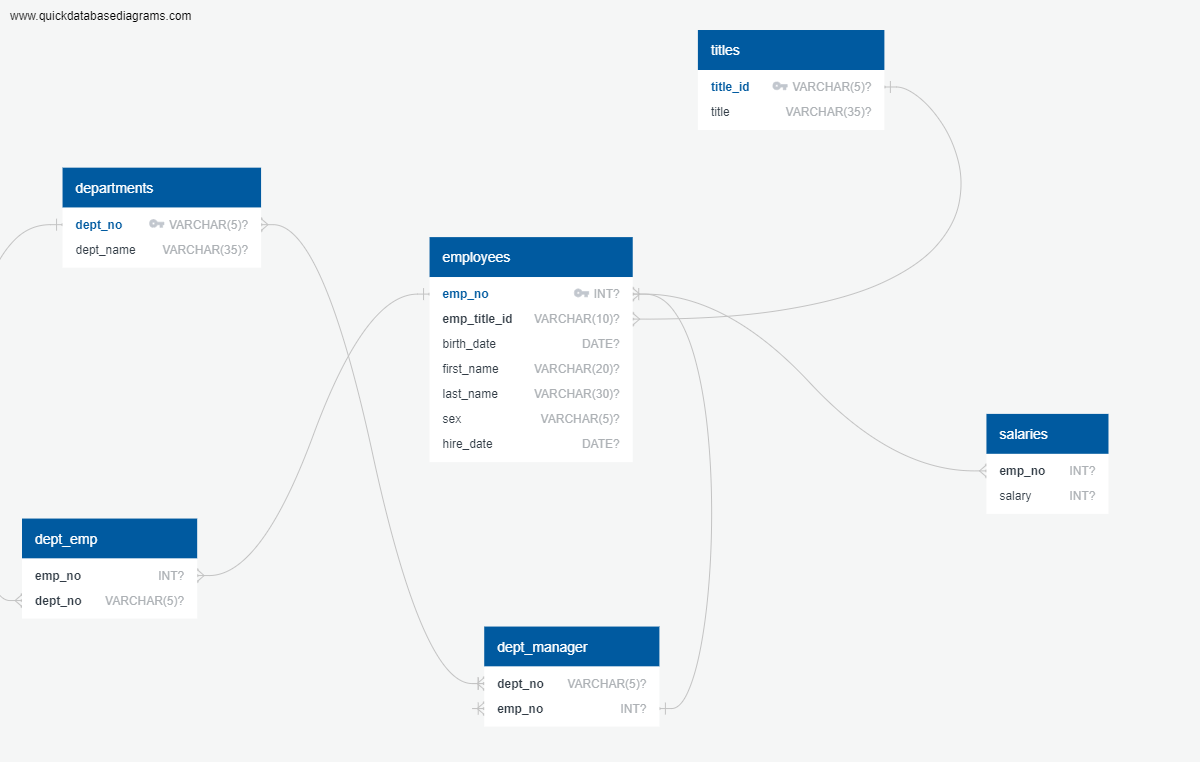 www.quickdatabasediagrams.com
titles
title_id VARCHAR(5)?
title VARCHAR(35)?
departments
dept_no VARCHAR(5)?
dept_name VARCHAR(35)?
employees
emp_no INT?
emp_title_id VARCHAR(10)?
birth_date DATE?
first_name VARCHAR(20)?
last_name VARCHAR(30)?
sex VARCHAR(5)?
hire_date DATE?
salaries
emp_no INT?
salary INT?
dept_emp
emp_no INT?
dept_no VARCHAR(5)?
dept_manager
dept_no VARCHAR(5)?
emp_no INT?